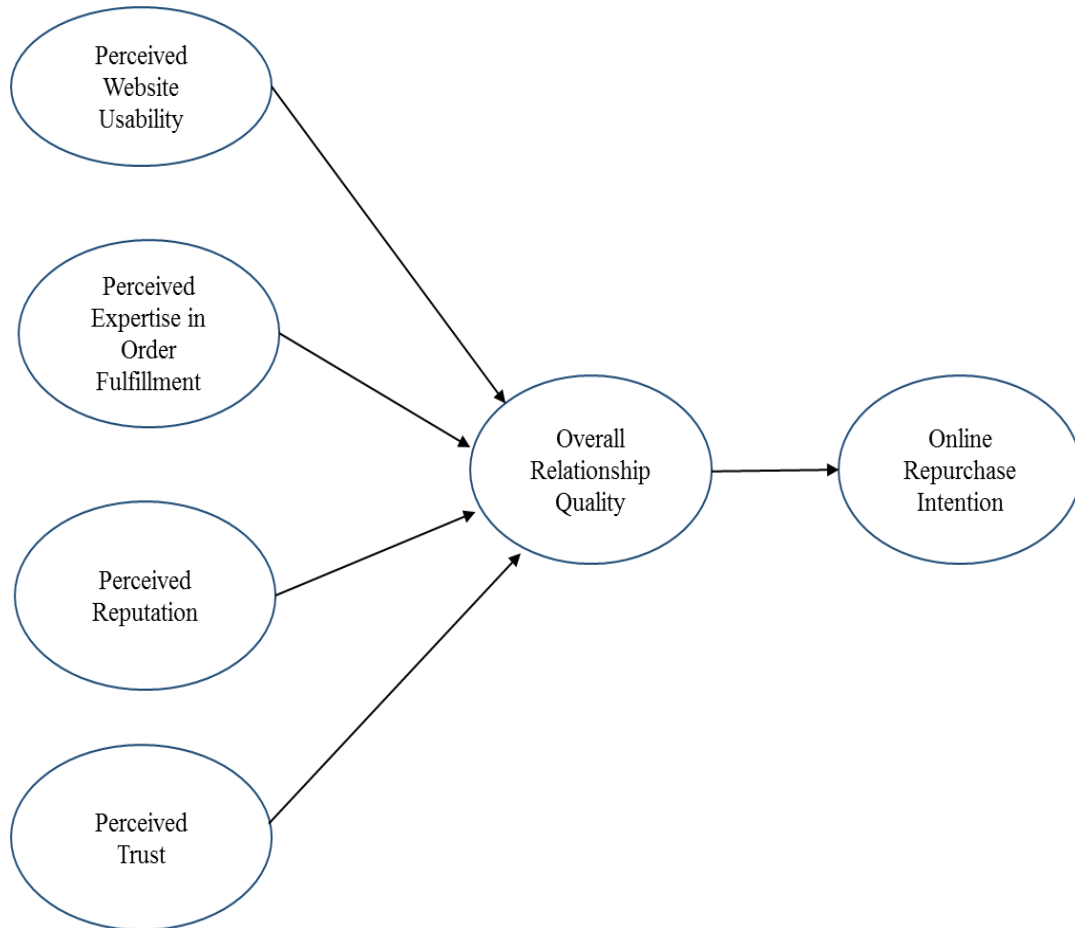 Perceived
Website
Usability
Perceived
Expertise in
Order
Fulfillment
Overall
Relationship
Quality
Online
Repurchase
Intention
Perceived
Reputation
Perceived
Trust